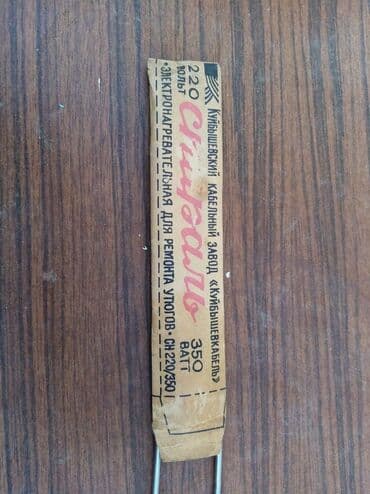 КУЙБЫШЕВСКИЙ КАБЕЛЬНЫЙ ЗАВОД «КУЙБЫШЕВКАБЕЛЬ»
220 ВОЛЬТ
Спираль
350 ВАТТ
•ЭЛЕКТРОНАГРЕВАТЕЛЬНАЯ ДЛЯ РЕМОНТА УТЮГОВ• СН 220/350 Г